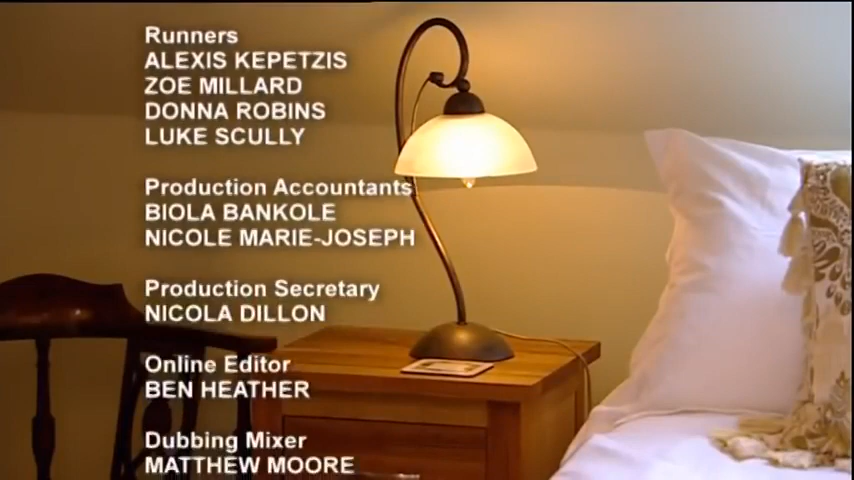 Runners
ALEXIS KEPETZIS
ZOE MILLARD
DONNA ROBINS
LUKE SCULLY
Production Accountants
BIOLA BANKOLE
NICOLE MARIE-JOSEPH
Production Secretary
NICOLA DILLON
Online Editor
BEN HEATHER
Dubbing Mixer
MATTHEW MOORE